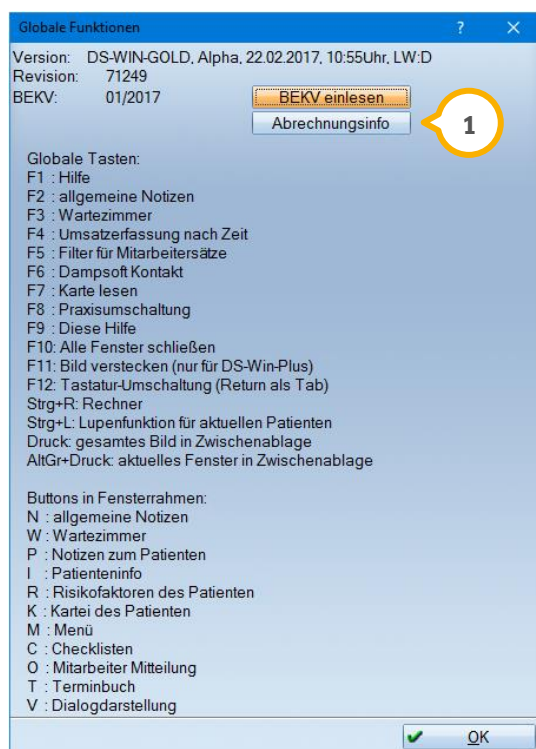 Globale Funktionen ? ×
Version: DS-WIN-GOLD, Alpha, 22.02.2017, 10:55Uhr, LW:D
Revision: 71249
BEKV: 01/2017 BEKV einlesen
Abrechnungsinfo 1
Globale Tasten:
F1 : Hilfe
F2 : allgemeine Notizen
F3 : Wartezimmer
F4 : Umsatzerfassung nach Zeit
F5 : Filter für Mitarbeitersätze
F6 : Dampsoft Kontakt
F7 : Karte lesen
F8 : Praxisumschaltung
F9 : Diese Hilfe
F10: Alle Fenster schließen
F11: Bild verstecken (nur für DS-Win-Plus)
F12: Tastatur-Umschaltung (Return als Tab)
Strg+R: Rechner
Strg+L: Lupenfunktion für aktuellen Patienten
Druck: gesamtes Bild in Zwischenablage
AltGr+Druck: aktuelles Fenster in Zwischenablage
Buttons in Fensterrahmen:
N : allgemeine Notizen
W : Wartezimmer
P : Notizen zum Patienten
I : Patienteninfo
R : Risikofaktoren des Patienten
K : Kartei des Patienten
M : Menü
C : Checklisten
O : Mitarbeiter Mitteilung
T : Terminbuch
V : Dialogdarstellung
OK